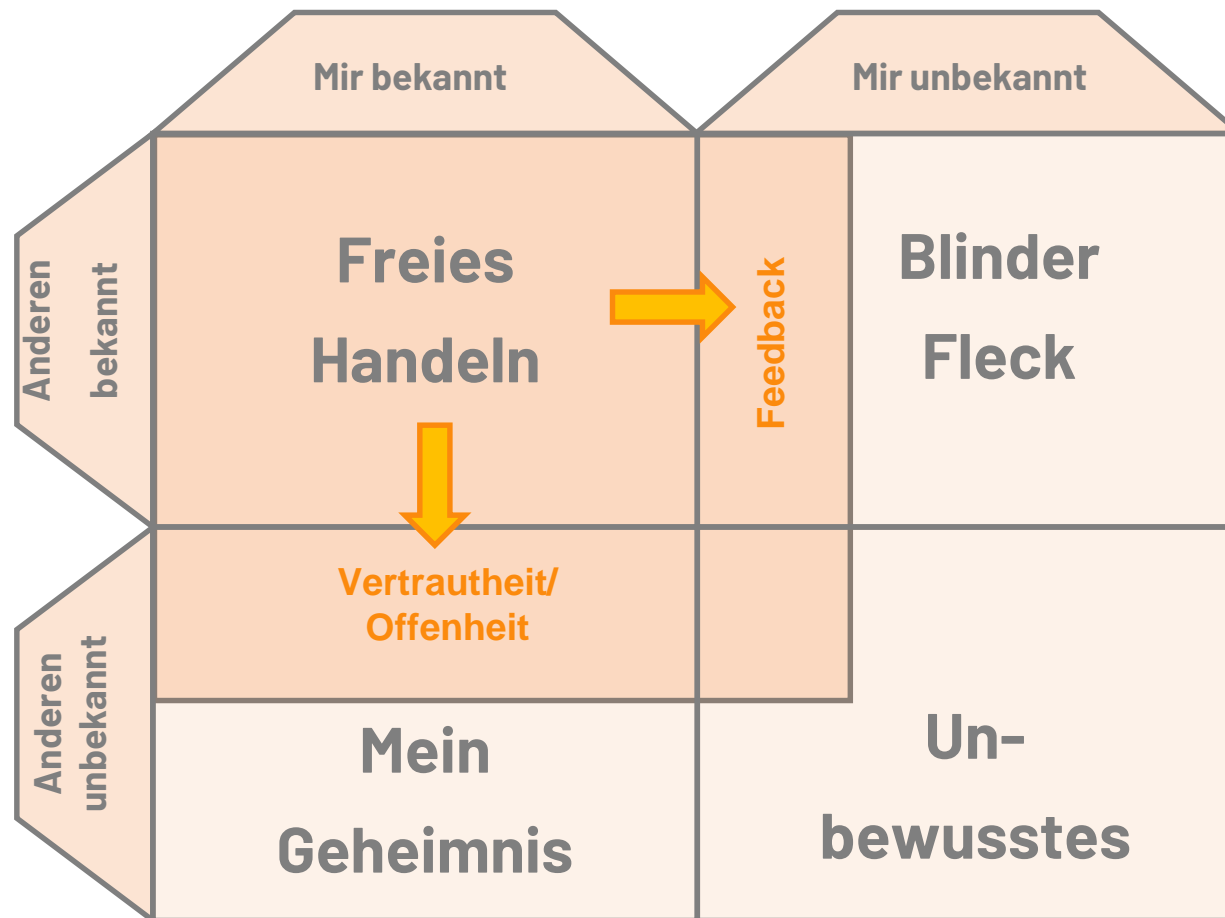 Mir bekannt
Mir unbekannt
Anderen
bekannt
Freies
Handeln
Feedback
Blinder
Fleck
Vertrautheit/
Offenheit
Anderen
unbekannt
Mein
Geheimnis
Un-
bewusstes